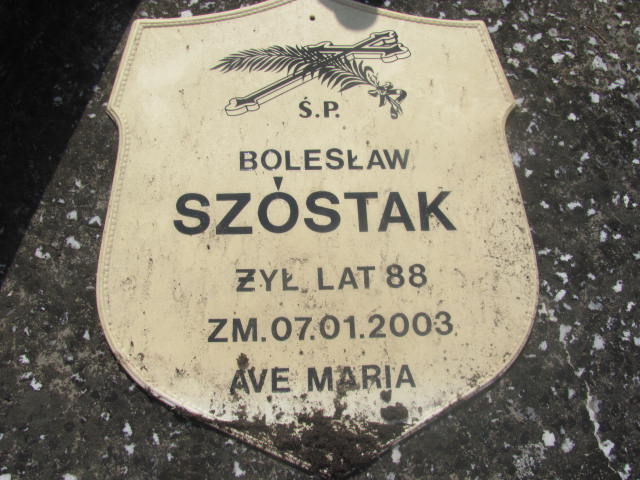 Ś.P.
BOLESŁAW
SZÓSTAK
ŻYŁ LAT 88
ZM.07.01.2003
AVE MARIA